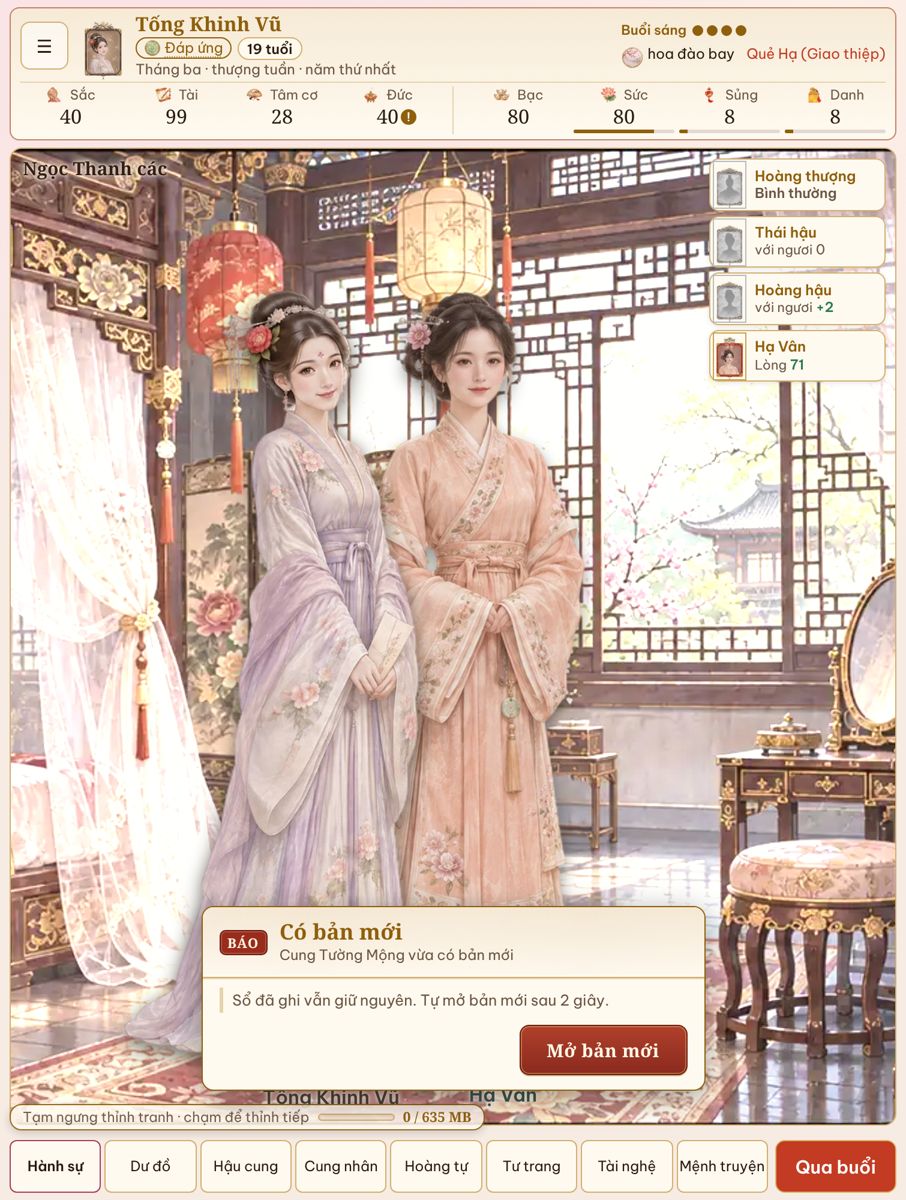 Tống Khinh Vũ
Đáp ứng
19 tuổi
Tháng ba · thượng tuần · năm thứ nhất
Buổi sáng
hoa đào bay
Quẻ Hạ (Giao thiệp)
Sắc
40
Tài
99
Tâm cơ
28
Đức
40 !
Bạc
80
Sức
80
Sủng
8
Danh
8
Ngọc Thanh các
Hoàng thượng
Bình thường
Thái hậu
với ngươi 0
Hoàng hậu
với ngươi +2
Hạ Vân
Lòng 71
BÁO
Có bản mới
Cung Tường Mộng vừa có bản mới
Sổ đã ghi vẫn giữ nguyên. Tự mở bản mới sau 2 giây.
Mở bản mới
Tống Khinh Vũ
Hạ Vân
Tạm ngưng thỉnh tranh · chạm để thỉnh tiếp
0 / 635 MB
Hành sự
Dư đồ
Hậu cung
Cung nhân
Hoàng tự
Tư trang
Tài nghệ
Mệnh truyện
Qua buổi